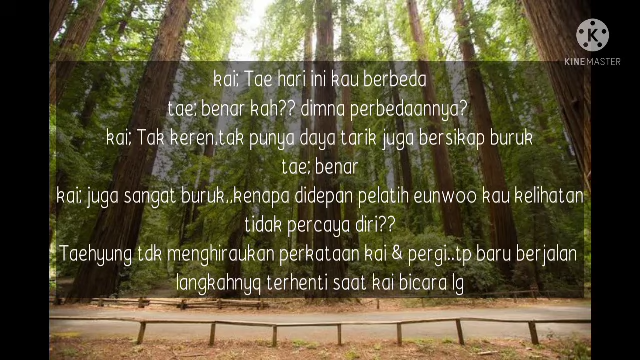 KINEMASTER
kai; Tae hari ini kau berbeda
tae; benar kah?? dimna perbedaannya?
kai; Tak keren,tak punya daya tarik juga bersikap buruk
tae; benar
kai; juga sangat buruk,,kenapa didepan pelatih eunwoo kau kelihatan
tidak percaya diri??
Taehyung tdk menghiraukan perkataan kai & pergi..tp baru berjalan
langkahnyq terhenti saat kai bicara lg